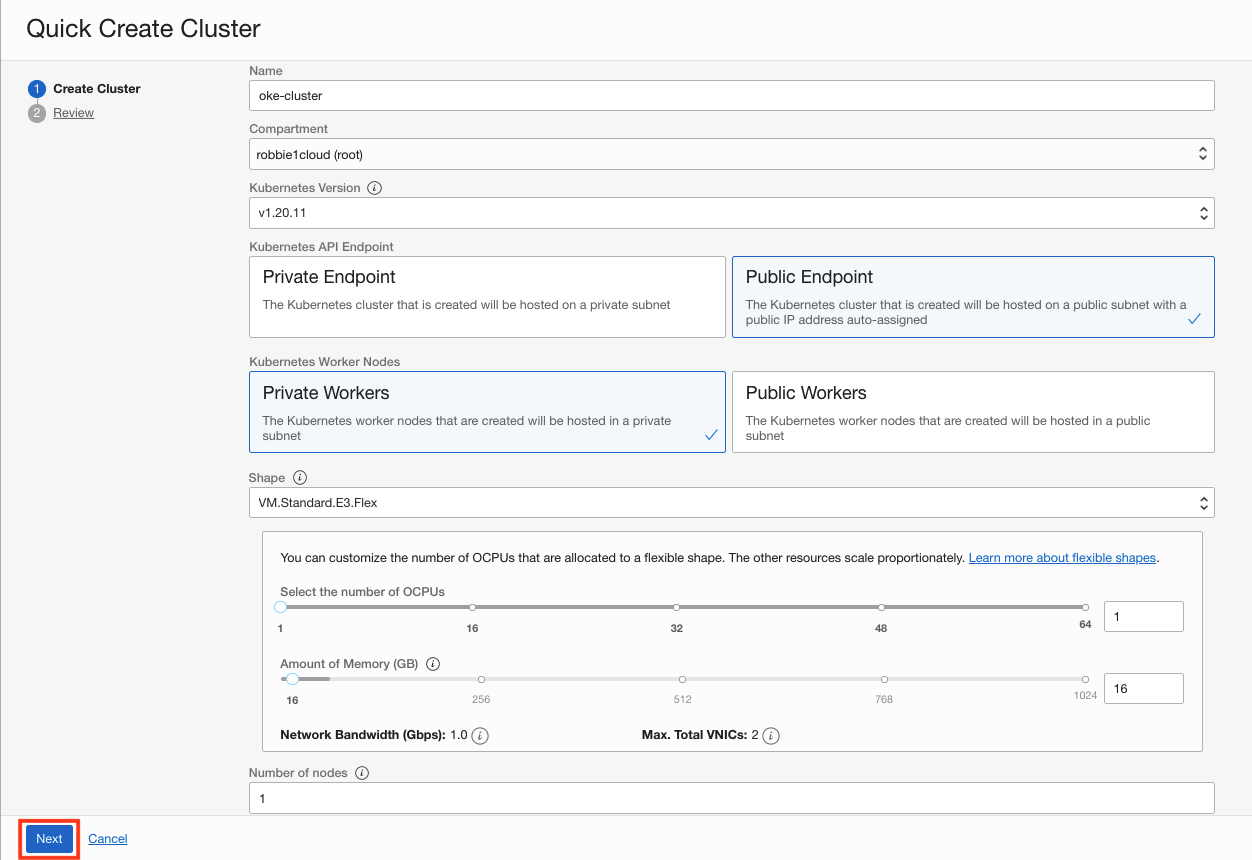 Quick Create Cluster
1 Create Cluster
2 Review
Name
oke-cluster
Compartment
robbie1cloud (root)
Kubernetes Version i
v1.20.11
Kubernetes API Endpoint
Private Endpoint
The Kubernetes cluster that is created will be hosted on a private subnet
Public Endpoint
The Kubernetes cluster that is created will be hosted on a public subnet with a
public IP address auto-assigned
Kubernetes Worker Nodes
Private Workers
The Kubernetes worker nodes that are created will be hosted in a private
subnet
Public Workers
The Kubernetes worker nodes that are created will be hosted in a public
subnet
Shape i
VM.Standard.E3.Flex
You can customize the number of OCPUs that are allocated to a flexible shape. The other resources scale proportionately. Learn more about flexible shapes.
Select the number of OCPUs
1 16 32 48 64
1
Amount of Memory (GB) i
16 256 512 768 1024
16
Network Bandwidth (Gbps): 1.0 i
Max. Total VNICs: 2 i
Number of nodes i
1
Next Cancel